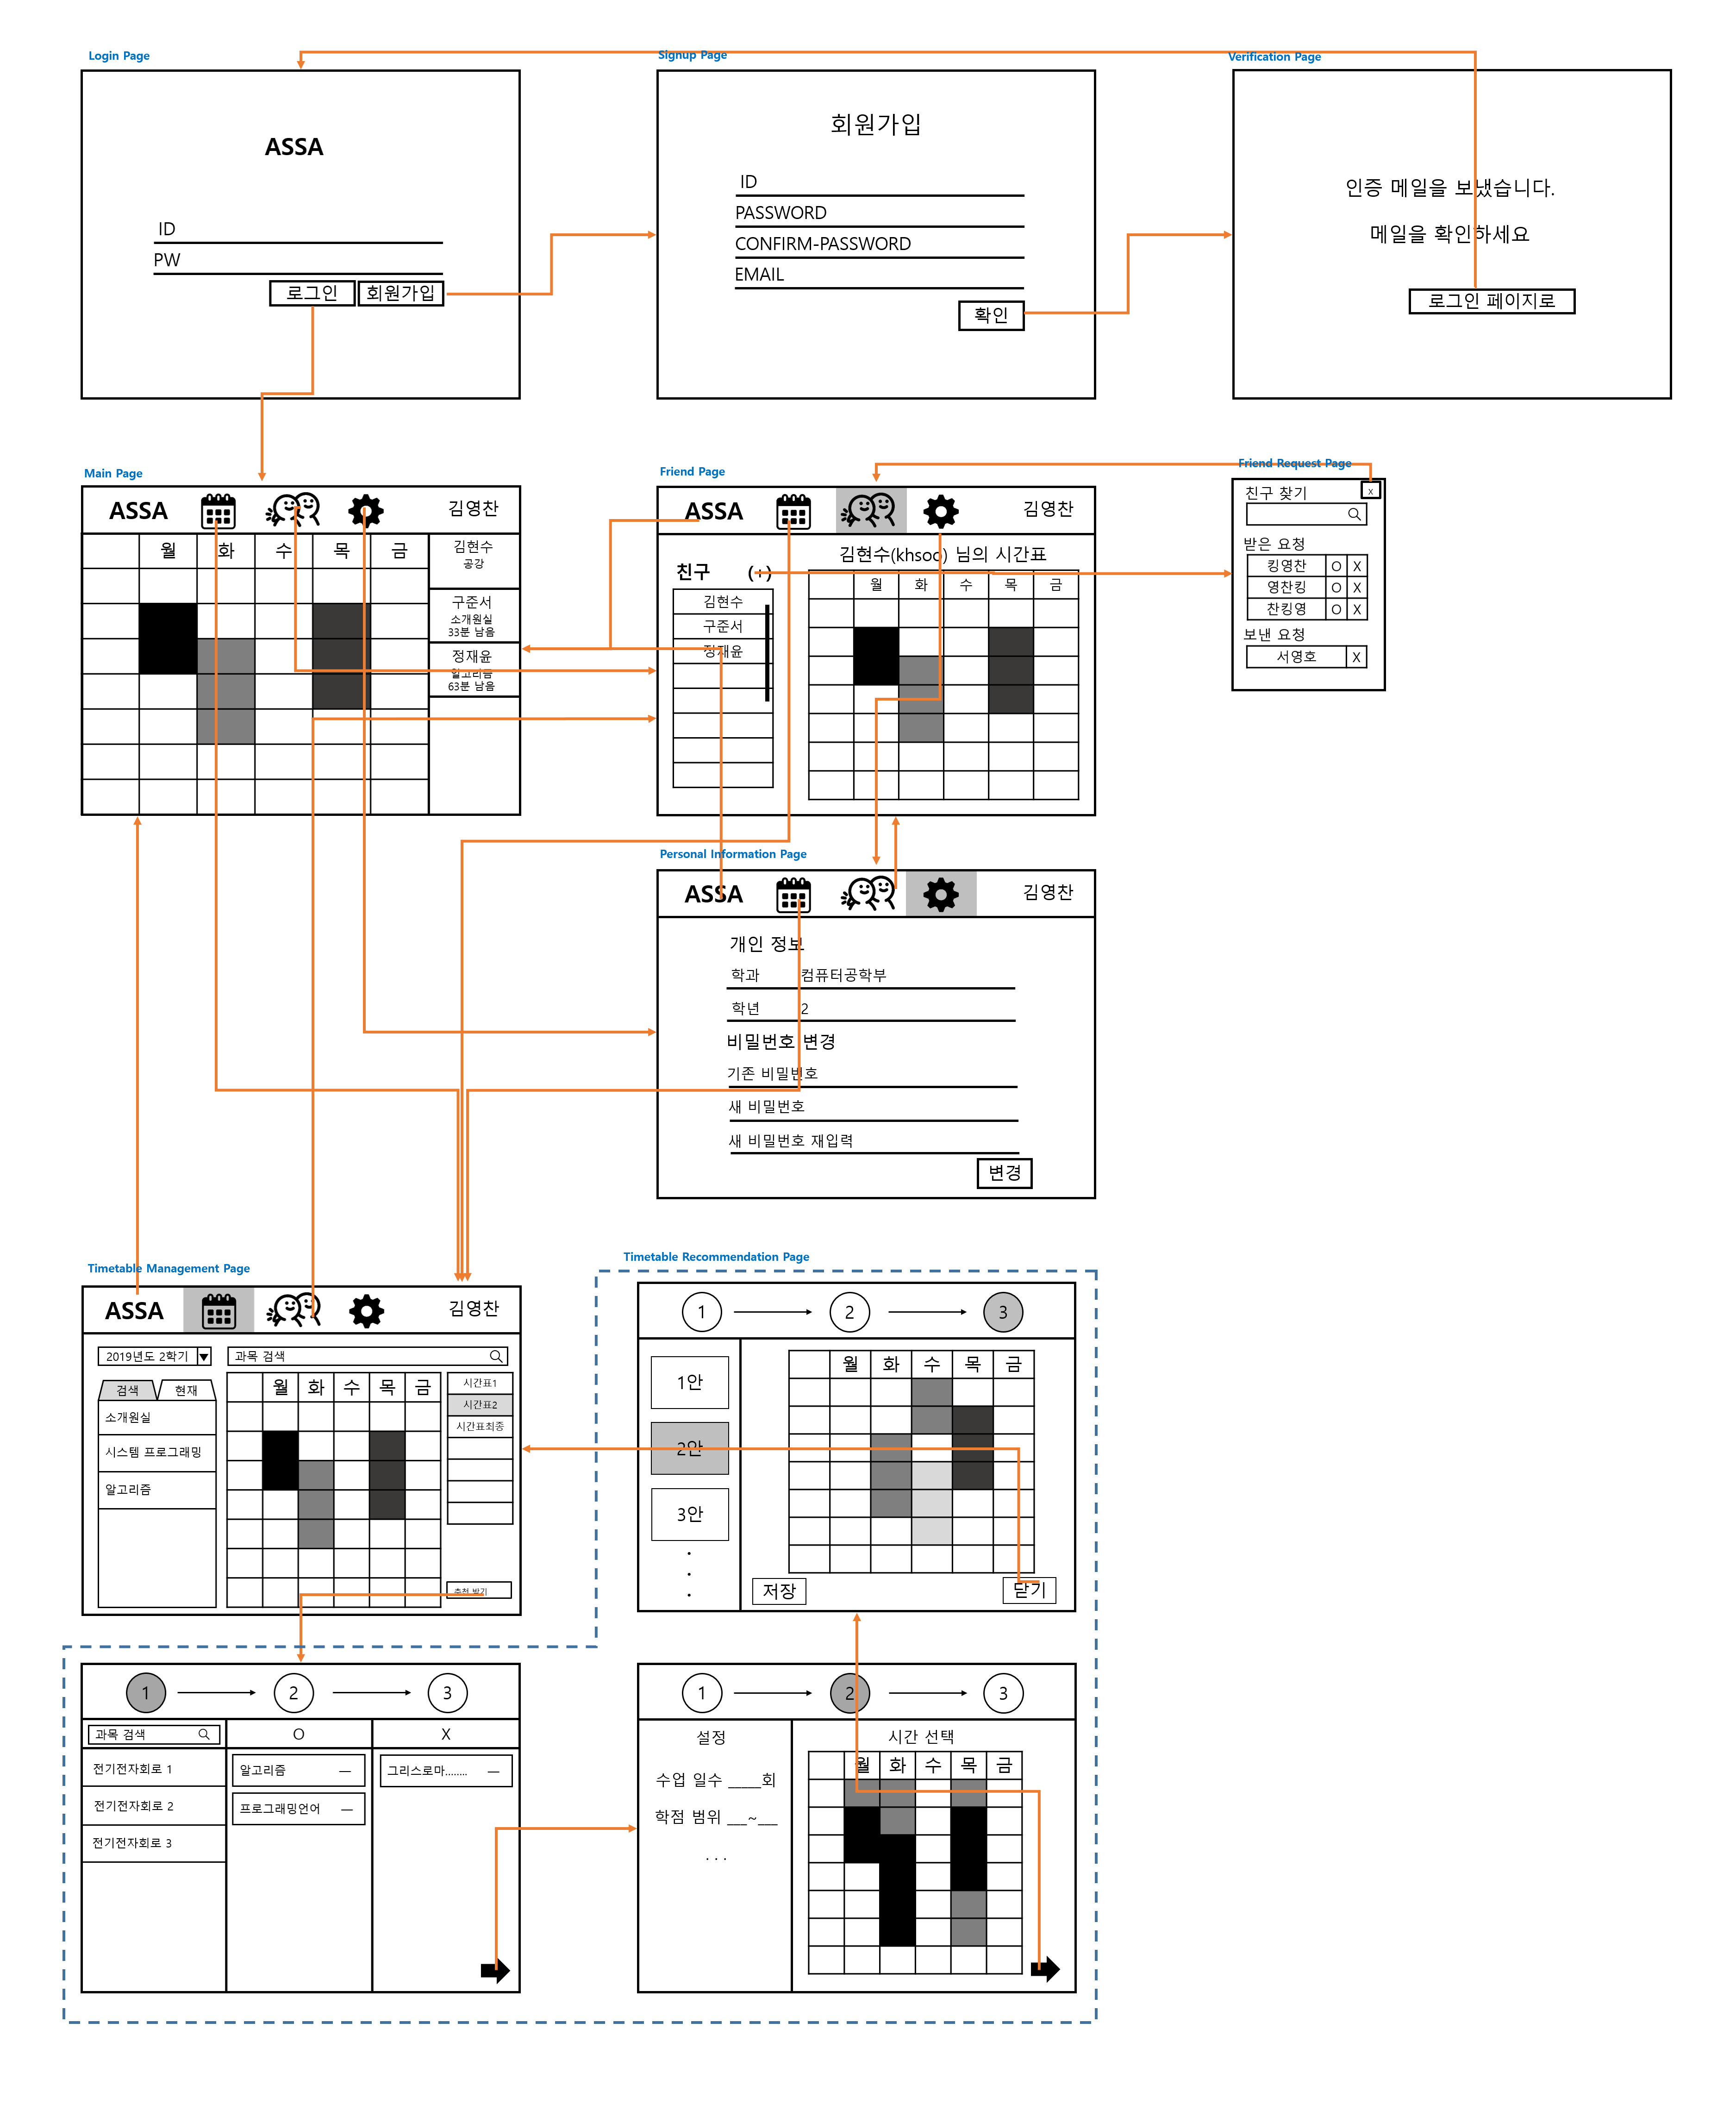 Login Page
ASSA
ID
PW
로그인 회원가입
Signup Page
회원가입
ID
PASSWORD
CONFIRM-PASSWORD
EMAIL
확인
Verification Page
인증 메일을 보냈습니다.
메일을 확인하세요
로그인 페이지로
Main Page
ASSA 김영찬
월 화 수 목 금
김현수
공강
구준서
소개원실
33분 남음
정재윤
알고리즘
63분 남음
Friend Page
ASSA 김영찬
김현수(khsoo) 님의 시간표
친구 (+)
김현수
구준서
정재윤
월 화 수 목 금
Friend Request Page
x
친구 찾기
받은 요청
킹영찬 O X
영찬킹 O X
찬킹영 O X
보낸 요청
서영호 X
Personal Information Page
ASSA 김영찬
개인 정보
학과 컴퓨터공학부
학년 2
비밀번호 변경
기존 비밀번호
새 비밀번호
새 비밀번호 재입력
변경
Timetable Management Page
ASSA 김영찬
2019년도 2학기 과목 검색
검색 현재
소개원실
시스템 프로그래밍
알고리즘
월 화 수 목 금
시간표1
시간표2
시간표최종
추천 받기
Timetable Recommendation Page
1 2 3
1안
2안
3안
월 화 수 목 금
저장 닫기
1 2 3
과목 검색 O X
전기전자회로 1
전기전자회로 2
전기전자회로 3
알고리즘 —
프로그래밍언어 —
그리스로마........ —
1 2 3
설정
수업 일수 ____회
학점 범위 ___~___
. . .
시간 선택
월 화 수 목 금